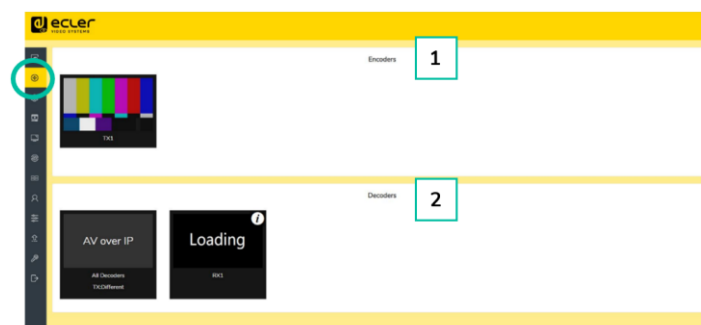 ecler
VIDEO SYSTEMS
Encoders
1
TX1
Decoders
2
AV over IP
All Decoders
TX:Different
i
Loading
RX1